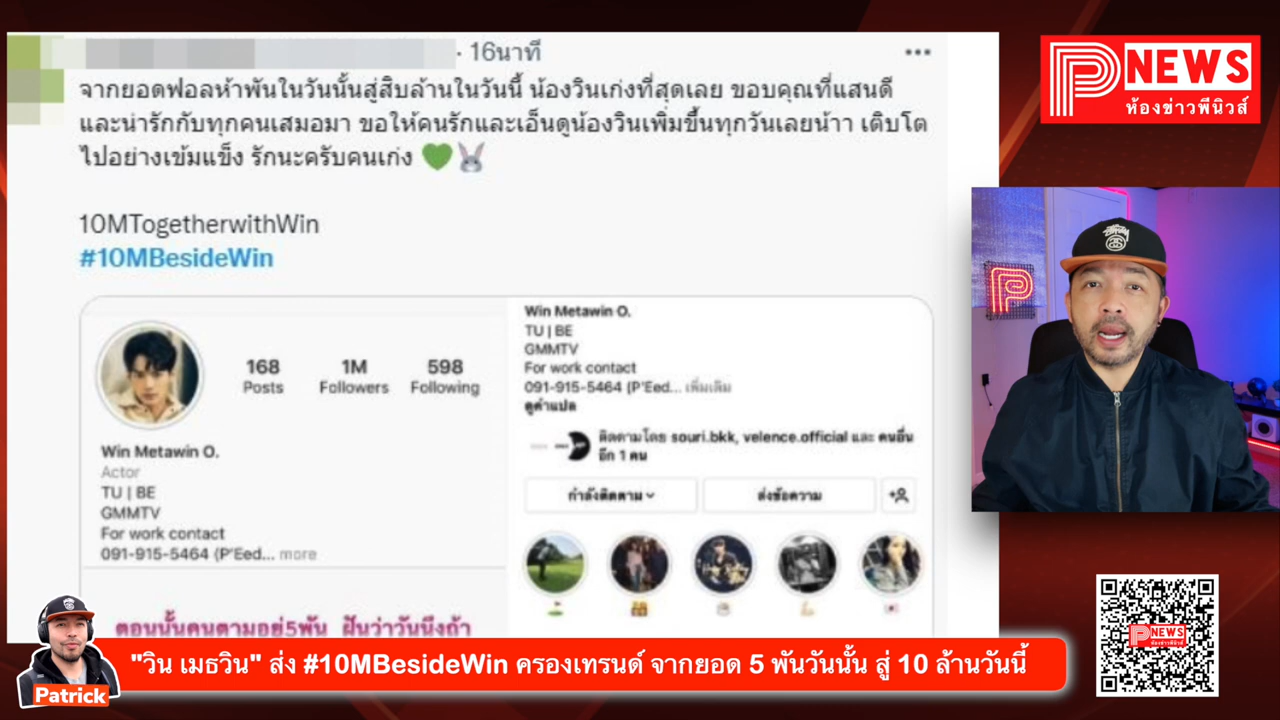 16นาที
จากยอดฟอลห้าพันในวันนั้นสู่สิบล้านในวันนี้ น้องวินเก่งที่สุดเลย ขอบคุณที่แสนดี
และน่ารักกับทุกคนเสมอมา ขอให้คนรักและเอ็นดูน้องวินเพิ่มขึ้นทุกวันเลยน้าา เติบโต
ไปอย่างเข้มแข็ง รักนะครับคนเก่ง 💚🐰
10MTogetherwithWin
#10MBesideWin
168 1M 598
Posts Followers Following
Win Metawin O.
Actor
TU | BE
GMMTV
For work contact
091-915-5464 (P'Eed... more
Win Metawin O.
TU | BE
GMMTV
For work contact
091-915-5464 (P'Eed... เพิ่มเติม
ดูคำแปล
ติดตามโดย souri.bkk, velence.official และ คนอื่น
อีก 1 คน
กำลังติดตาม ส่งข้อความ
ตอนนั้นคนตามอยู่5พัน ฝันว่าวันนึงถ้า
P NEWS
ห้องข่าวพีนิวส์
STÜSSY
P
P NEWS
ห้องข่าวพีนิวส์
Patrick
"วิน เมธวิน" ส่ง #10MBesideWin ครองเทรนด์ จากยอด 5 พันวันนั้น สู่ 10 ล้านวันนี้